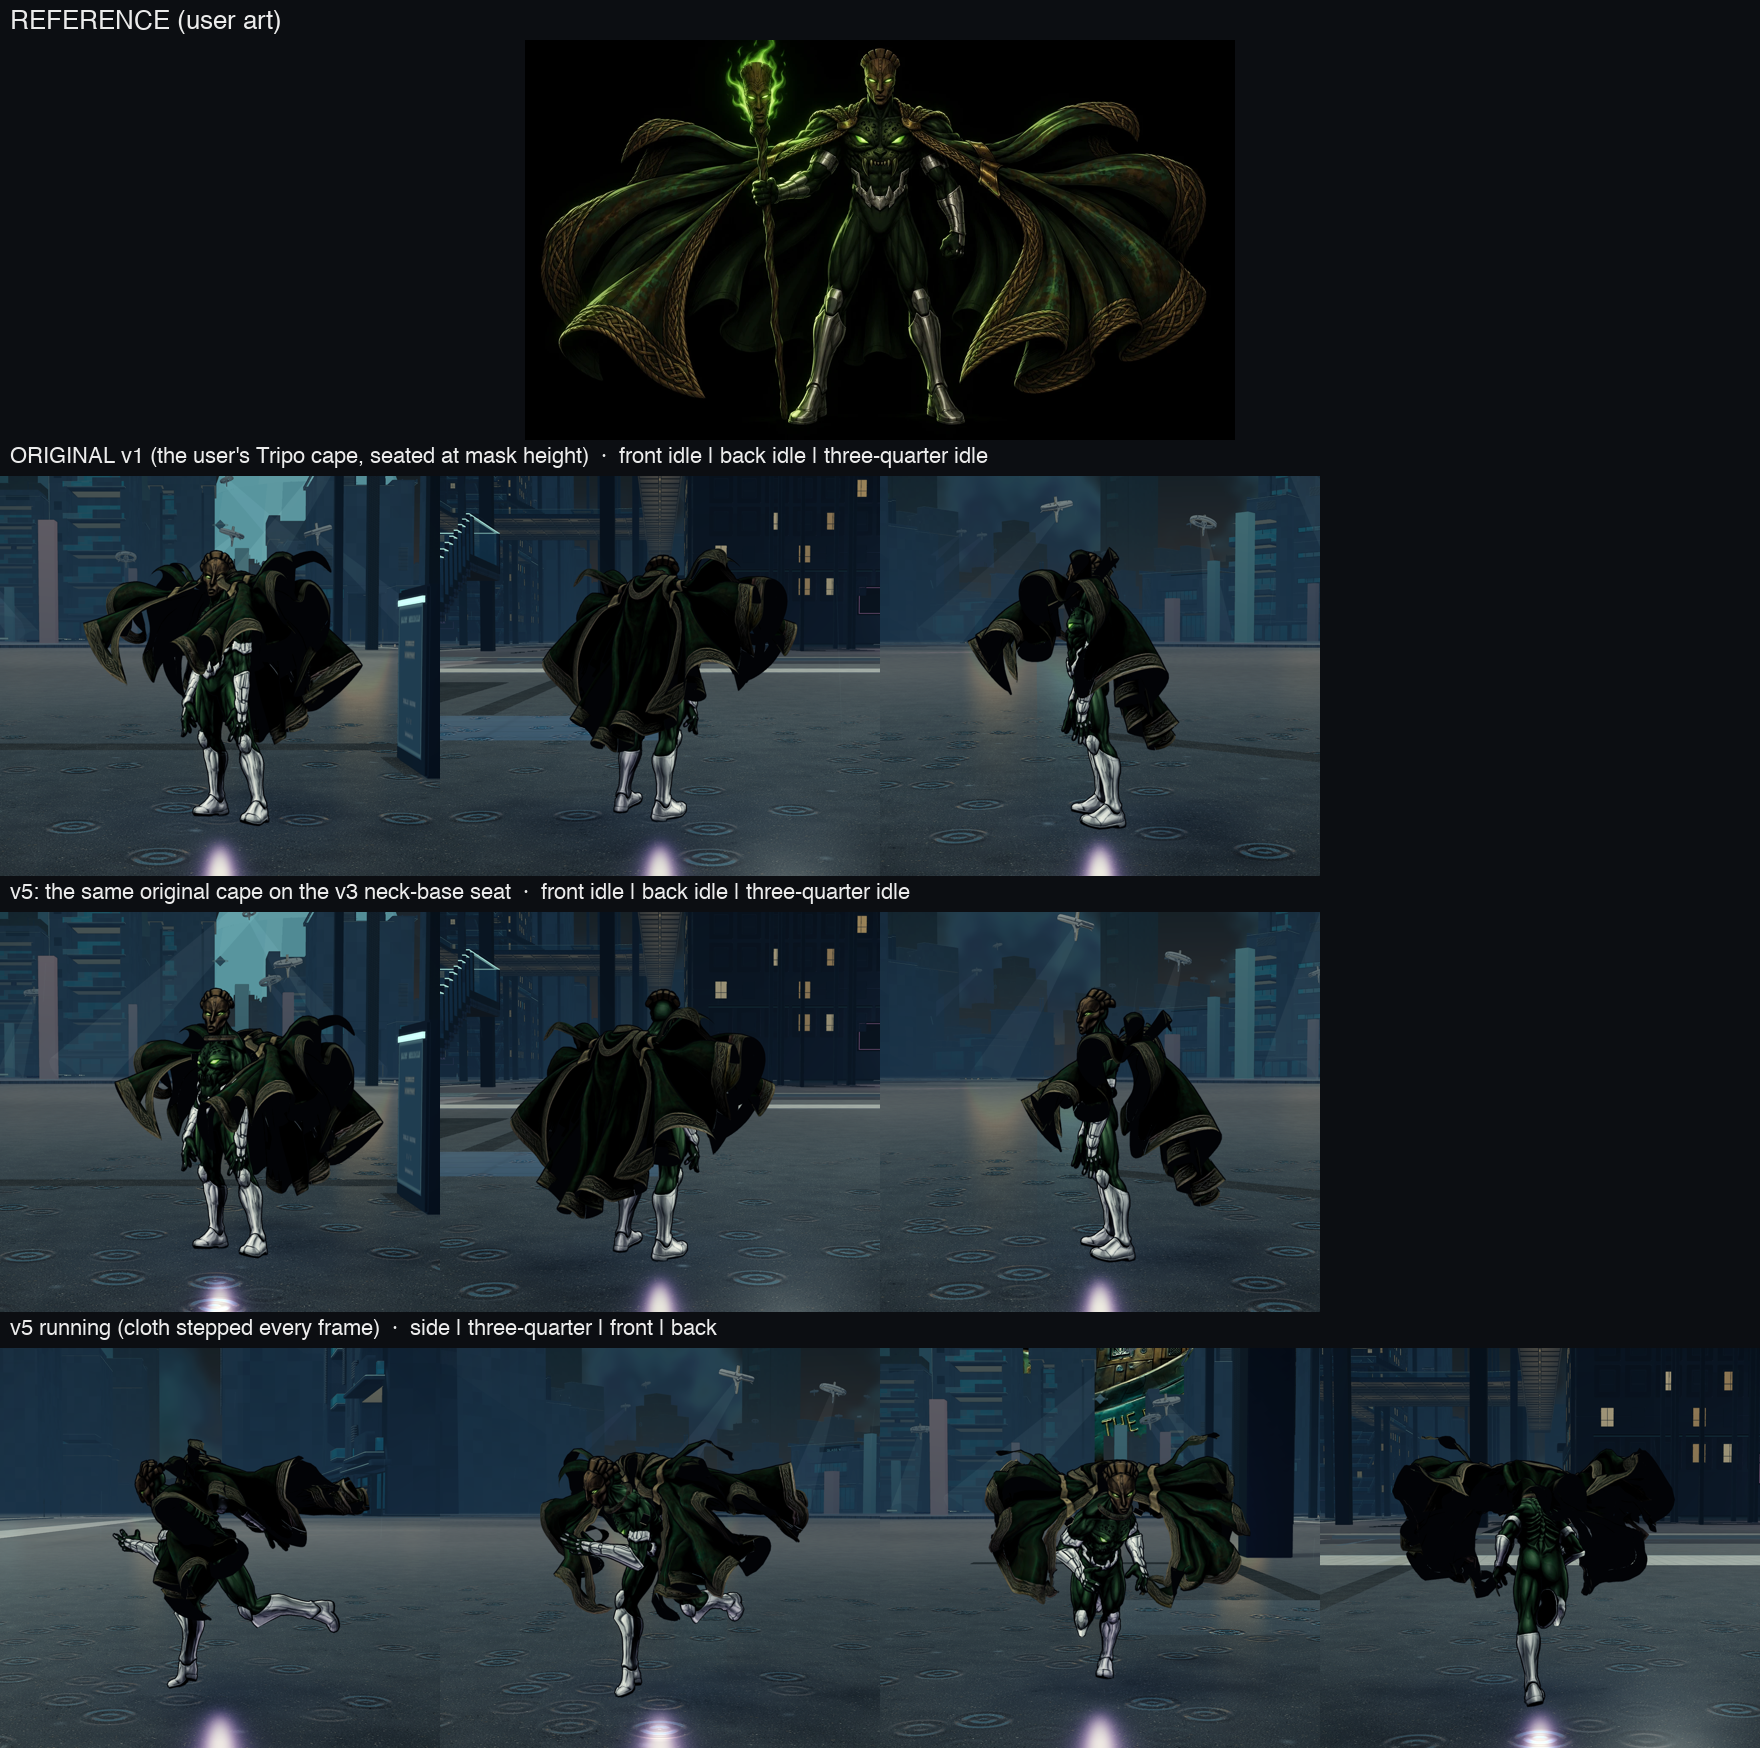 REFERENCE (user art)
ORIGINAL v1 (the user's Tripo cape, seated at mask height) · front idle | back idle | three-quarter idle
v5: the same original cape on the v3 neck-base seat · front idle | back idle | three-quarter idle
v5 running (cloth stepped every frame) · side | three-quarter | front | back
THE